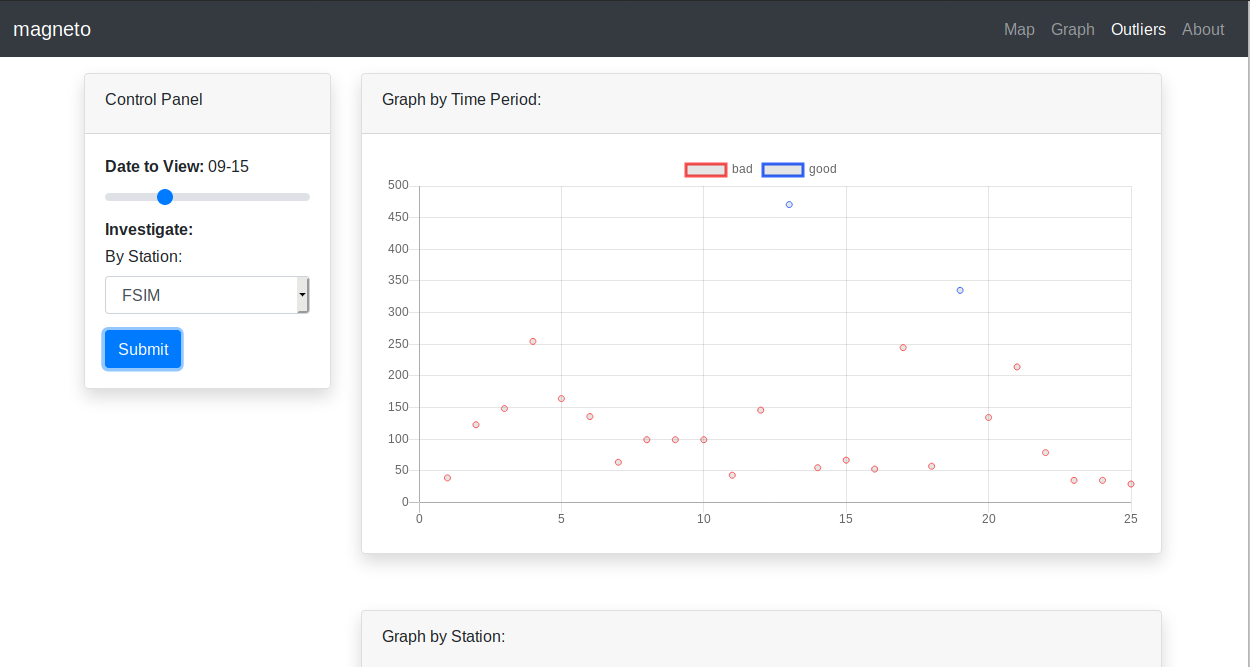 magneto
Map Graph Outliers About
Control Panel
Date to View: 09-15
Investigate:
By Station:
FSIM
Submit
Graph by Time Period:
bad good
500
450
400
350
300
250
200
150
100
50
0
0 5 10 15 20 25
Graph by Station: